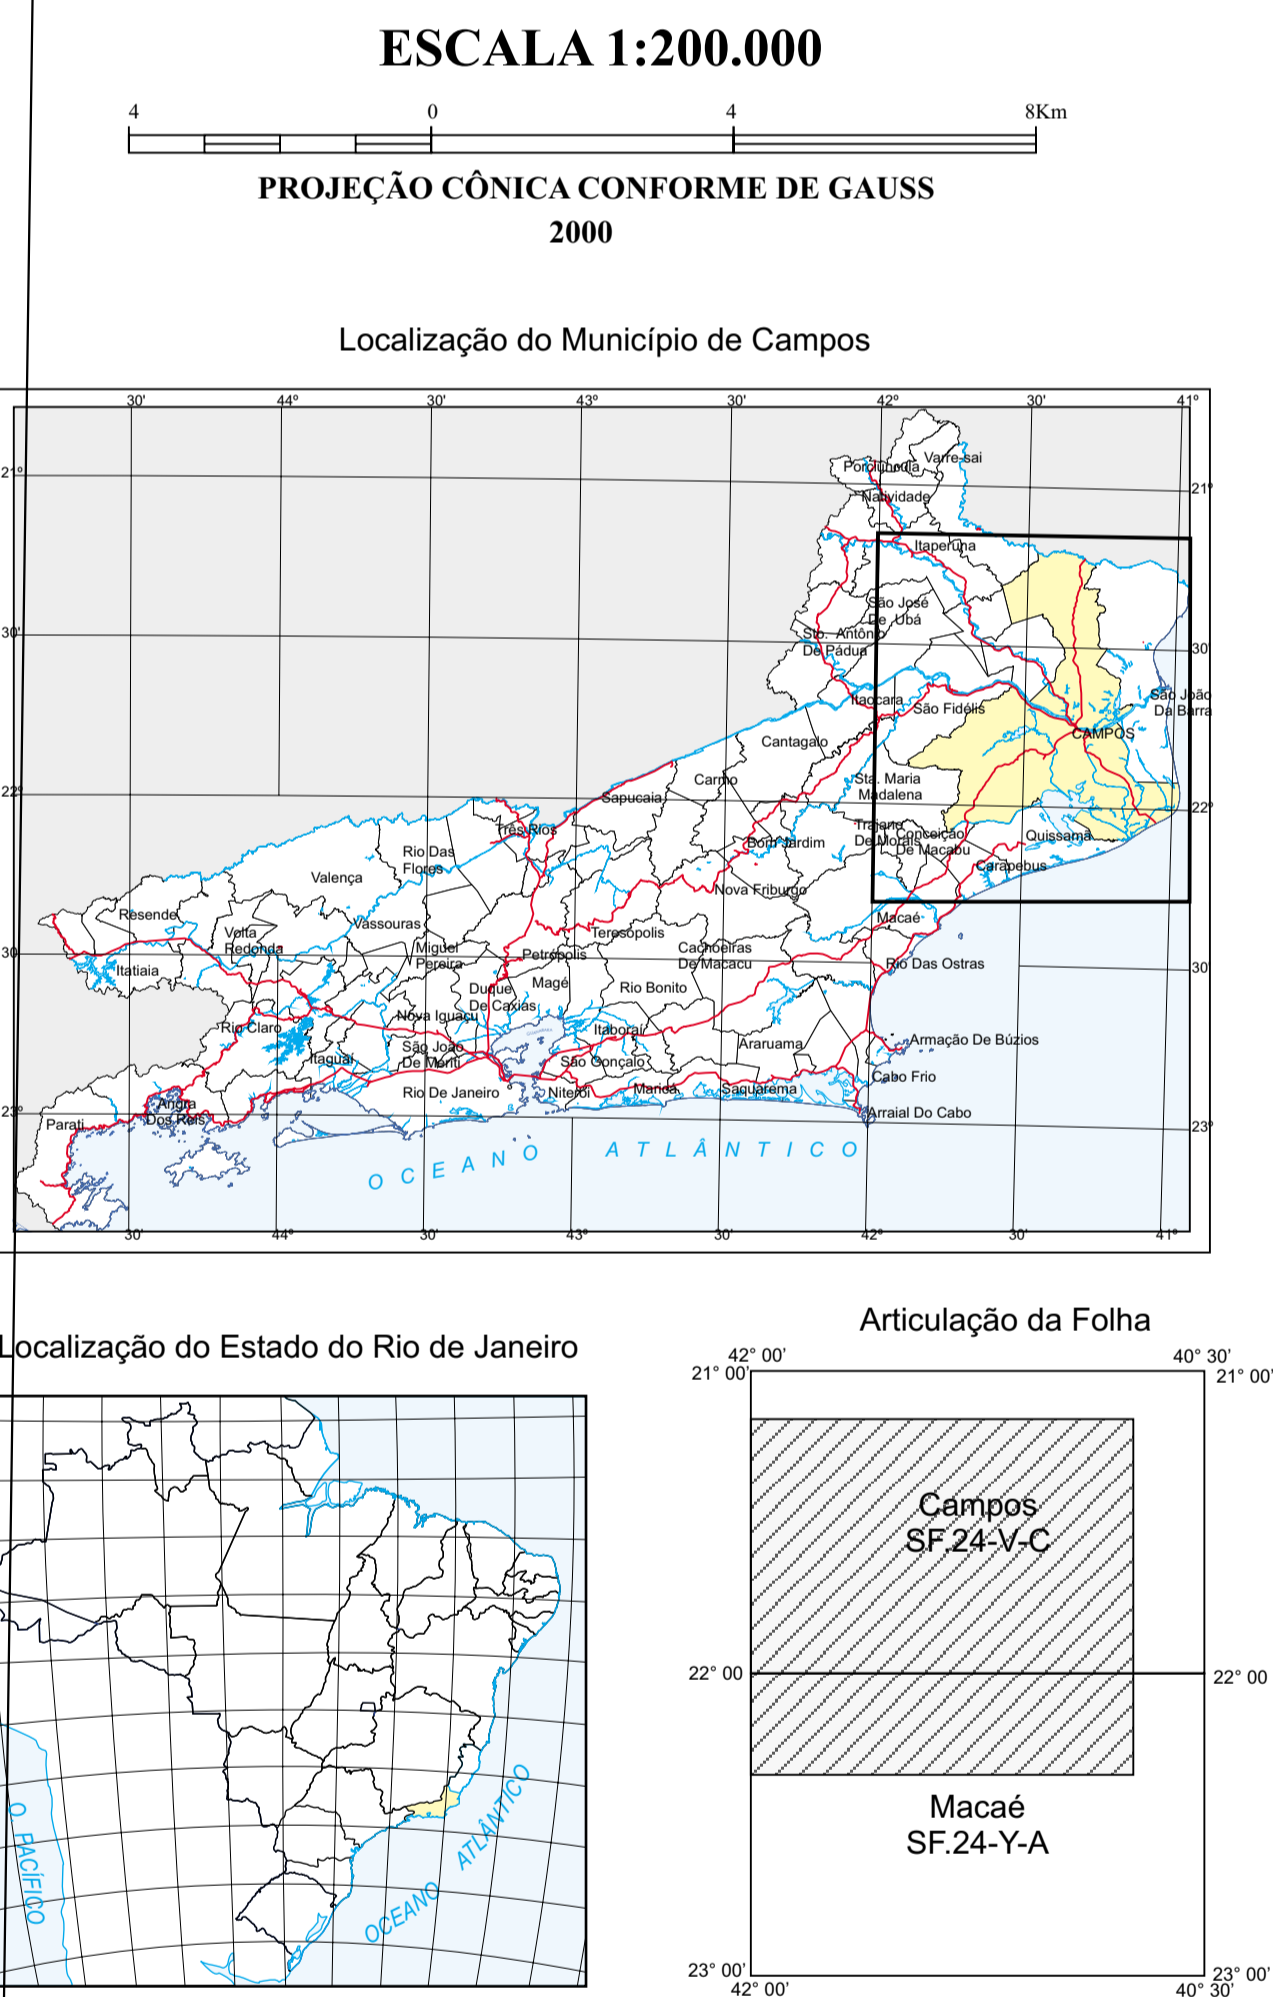 ESCALA 1:200.000
4 0 4 8Km
PROJEÇÃO CÔNICA CONFORME DE GAUSS
2000
Localização do Município de Campos
30' 44º 30' 43º 30' 42º 30' 41º
21º
21º
30'
30'
22º
22º
30'
30'
23º
23º
Porciúncula
Varre-sai
Natividade
Itaperuna
São José
De Ubá
Sto. Antônio
De Pádua
Itaocara
São Fidélis
São João
Da Barra
CAMPOS
Cantagalo
Carmo
Sta. Maria
Madalena
Sapucaia
Três Rios
Bom Jardim
Trajano
De Morais
Conceição
De Macabu
Quissamã
Carapebus
Rio Das
Flores
Valença
Nova Friburgo
Resende
Volta
Redonda
Vassouras
Miguel
Pereira
Teresópolis
Petrópolis
Cachoeiras
De Macacu
Macaé
Itatiaia
Duque
De Caxias
Magé
Rio Bonito
Rio Das Ostras
Rio Claro
Nova Iguaçu
Itaboraí
Itaguaí
São João
De Meriti
São Gonçalo
Araruama
Armação De Búzios
Rio De Janeiro
Niterói
Maricá
Saquarema
Cabo Frio
Angra
Dos Reis
Parati
Arraial Do Cabo
OCEANO ATLÂNTICO
30' 44º 30' 43º 30' 42º 30' 41º
Localização do Estado do Rio de Janeiro
O PACÍFICO
OCEANO ATLÂNTICO
Articulação da Folha
42° 00' 40° 30'
21° 00' 21° 00'
Campos
SF.24-V-C
22° 00 22° 00
Macaé
SF.24-Y-A
23° 00' 23° 00'
42° 00' 40° 30'